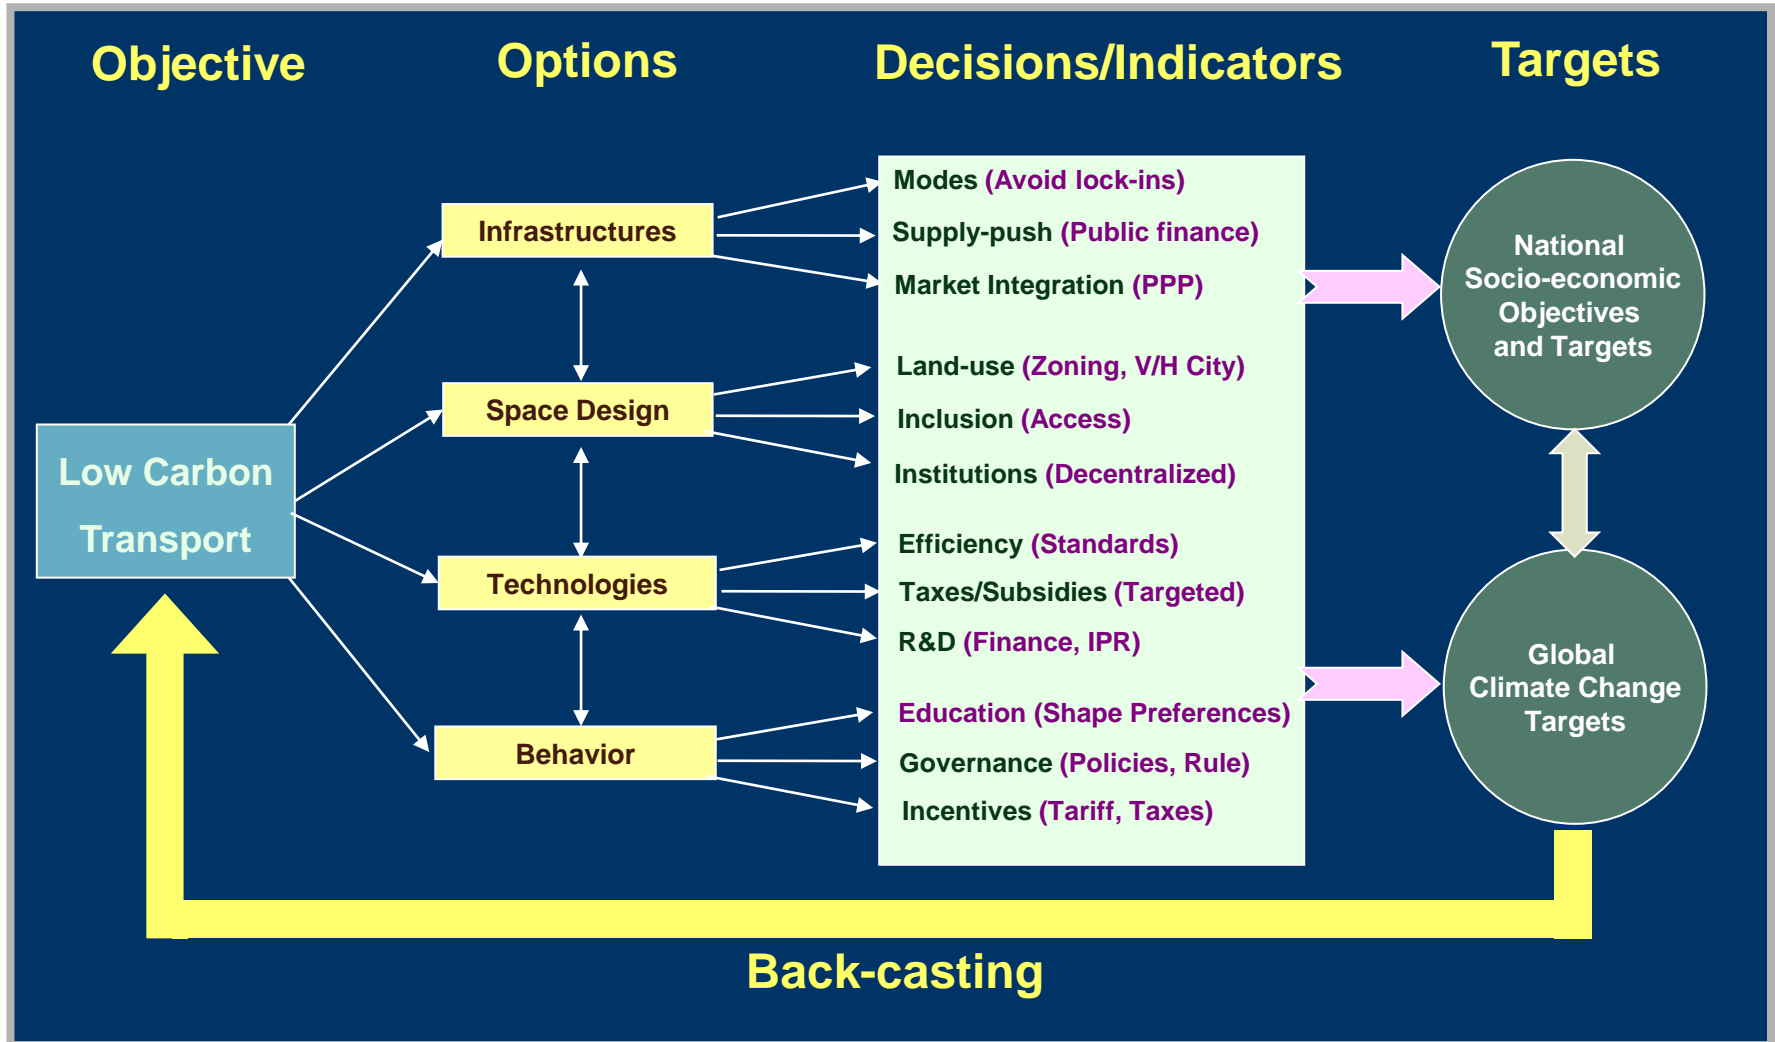 Objective
Options
Decisions/Indicators
Targets
Low Carbon
Transport
Infrastructures
Space Design
Technologies
Behavior
Modes (Avoid lock-ins)
Supply-push (Public finance)
Market Integration (PPP)
Land-use (Zoning, V/H City)
Inclusion (Access)
Institutions (Decentralized)
Efficiency (Standards)
Taxes/Subsidies (Targeted)
R&D (Finance, IPR)
Education (Shape Preferences)
Governance (Policies, Rule)
Incentives (Tariff, Taxes)
National
Socio-economic
Objectives
and Targets
Global
Climate Change
Targets
Back-casting